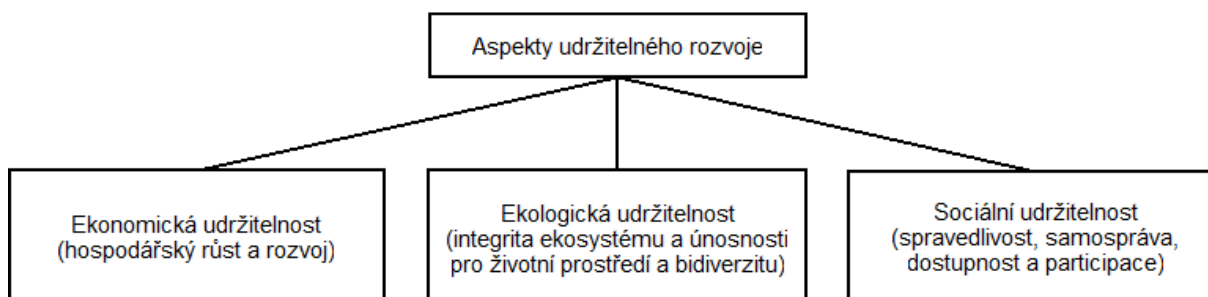 Aspekty udržitelného rozvoje
Ekonomická udržitelnost
(hospodářský růst a rozvoj)
Ekologická udržitelnost
(integrita ekosystému a únosnosti
pro životní prostředí a bidiverzitu)
Sociální udržitelnost
(spravedlivost, samospráva,
dostupnost a participace)